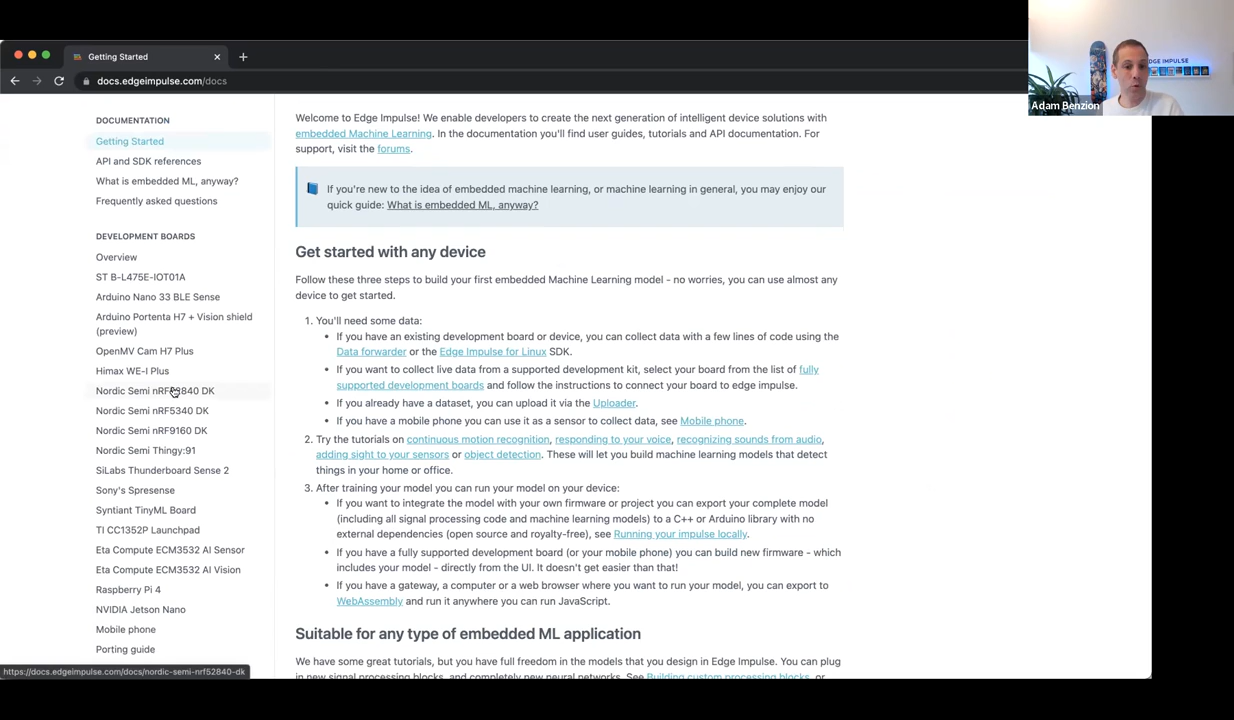 Getting Started
docs.edgeimpulse.com/docs
EDGE IMPULSE
Adam Benzion
DOCUMENTATION
Getting Started
API and SDK references
What is embedded ML, anyway?
Frequently asked questions
DEVELOPMENT BOARDS
Overview
ST B-L475E-IOT01A
Arduino Nano 33 BLE Sense
Arduino Portenta H7 + Vision shield
(preview)
OpenMV Cam H7 Plus
Himax WE-I Plus
Nordic Semi nRF52840 DK
Nordic Semi nRF5340 DK
Nordic Semi nRF9160 DK
Nordic Semi Thingy:91
SiLabs Thunderboard Sense 2
Sony's Spresense
Syntiant TinyML Board
TI CC1352P Launchpad
Eta Compute ECM3532 AI Sensor
Eta Compute ECM3532 AI Vision
Raspberry Pi 4
NVIDIA Jetson Nano
Mobile phone
Porting guide
https://docs.edgeimpulse.com/docs/nordic-semi-nrf52840-dk
Welcome to Edge Impulse! We enable developers to create the next generation of intelligent device solutions with
embedded Machine Learning. In the documentation you'll find user guides, tutorials and API documentation. For
support, visit the forums.
If you're new to the idea of embedded machine learning, or machine learning in general, you may enjoy our
quick guide: What is embedded ML, anyway?
Get started with any device
Follow these three steps to build your first embedded Machine Learning model - no worries, you can use almost any
device to get started.
1. You'll need some data:
• If you have an existing development board or device, you can collect data with a few lines of code using the
Data forwarder or the Edge Impulse for Linux SDK.
• If you want to collect live data from a supported development kit, select your board from the list of fully
supported development boards and follow the instructions to connect your board to edge impulse.
• If you already have a dataset, you can upload it via the Uploader.
• If you have a mobile phone you can use it as a sensor to collect data, see Mobile phone.
2. Try the tutorials on continuous motion recognition, responding to your voice, recognizing sounds from audio,
adding sight to your sensors or object detection. These will let you build machine learning models that detect
things in your home or office.
3. After training your model you can run your model on your device:
• If you want to integrate the model with your own firmware or project you can export your complete model
(including all signal processing code and machine learning models) to a C++ or Arduino library with no
external dependencies (open source and royalty-free), see Running your impulse locally.
• If you have a fully supported development board (or your mobile phone) you can build new firmware - which
includes your model - directly from the UI. It doesn't get easier than that!
• If you have a gateway, a computer or a web browser where you want to run your model, you can export to
WebAssembly and run it anywhere you can run JavaScript.
Suitable for any type of embedded ML application
We have some great tutorials, but you have full freedom in the models that you design in Edge Impulse. You can plug
in new signal processing blocks, and completely new neural networks. See Building custom processing blocks, or